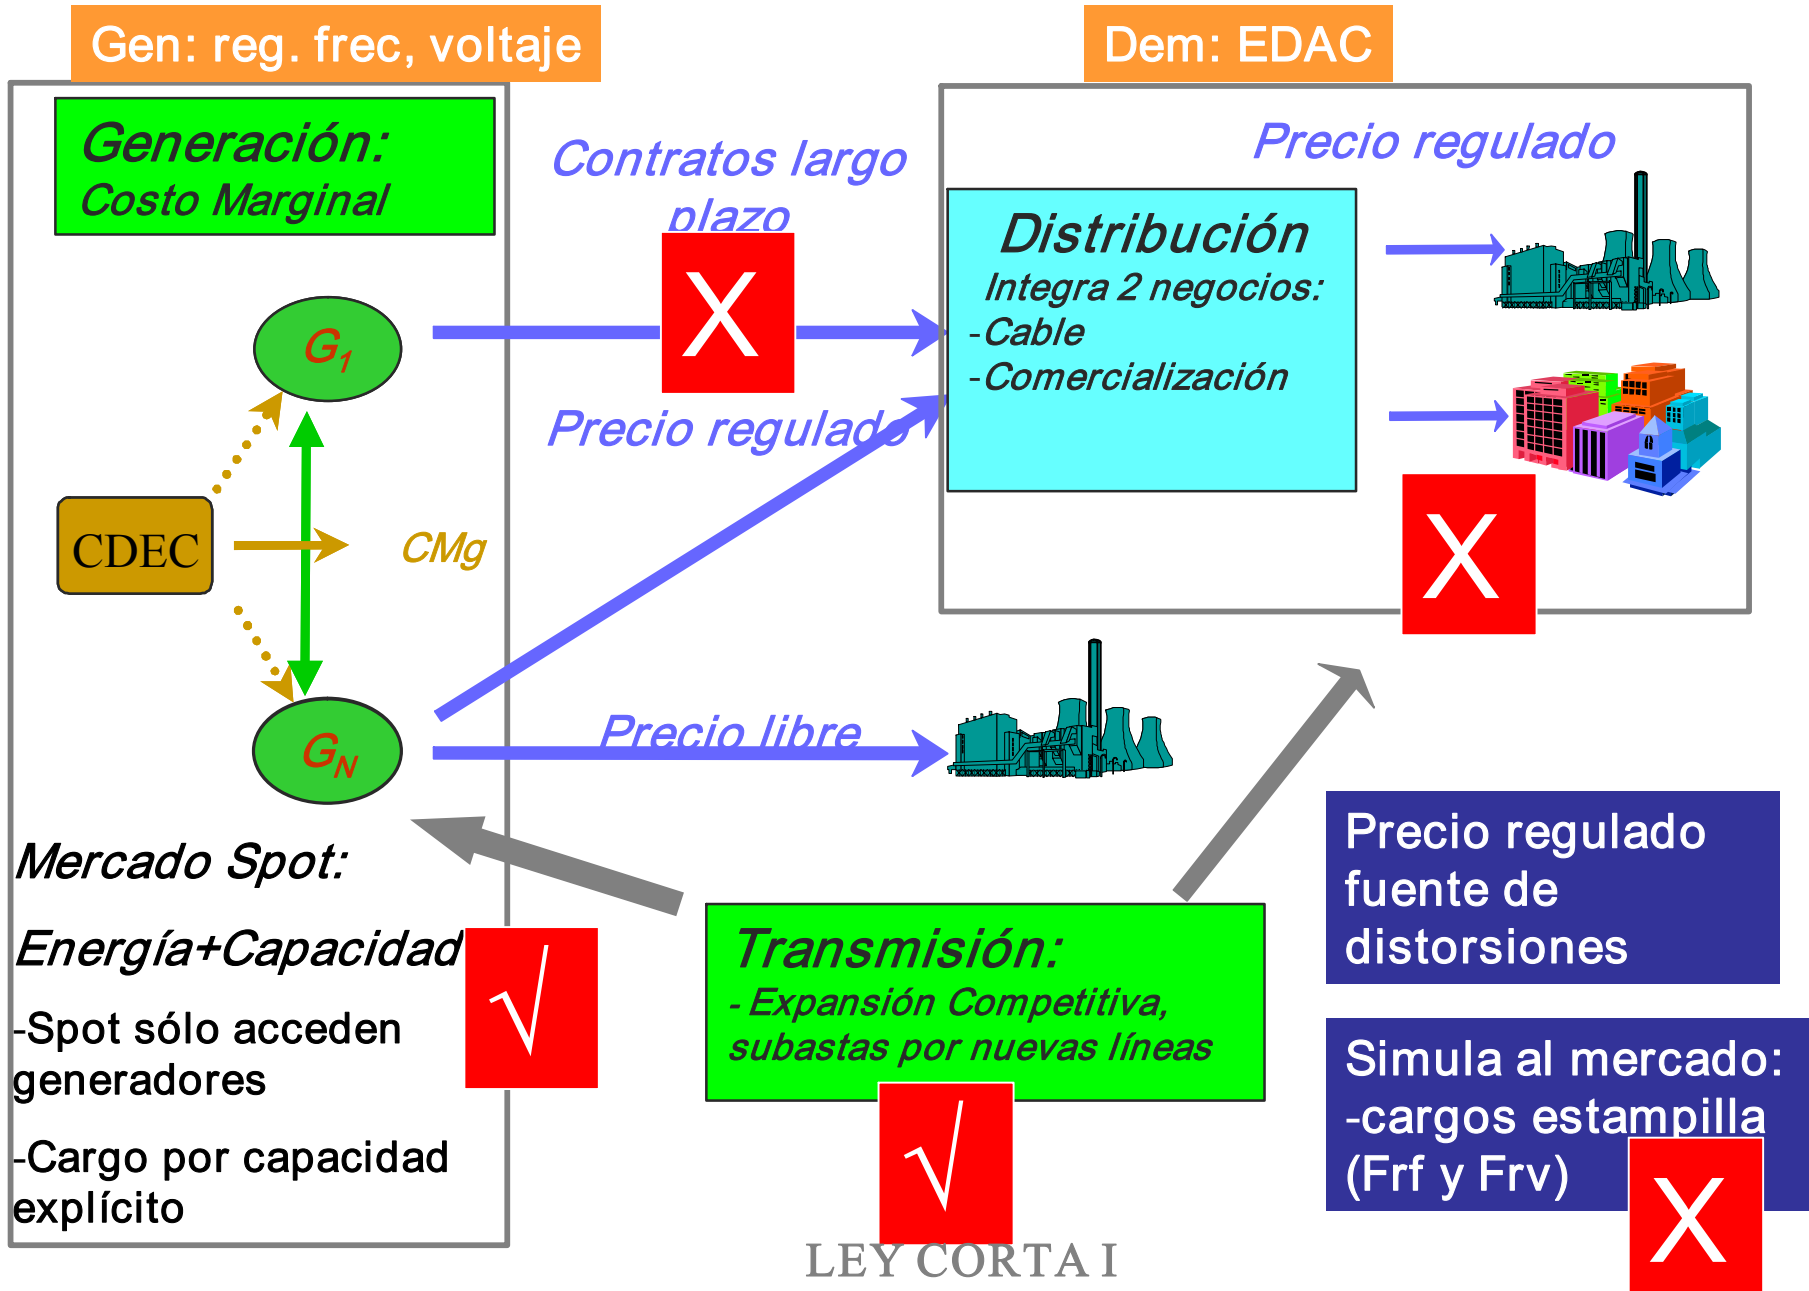 Gen: reg. frec, voltaje
Dem: EDAC
Generación:
Costo Marginal
Contratos largo
plazo
X
Precio regulado
Precio regulado
Distribución
Integra 2 negocios:
-Cable
-Comercialización
X
G1
CDEC
CMg
GN
Precio libre
Mercado Spot:
Energía+Capacidad
√
-Spot sólo acceden
generadores
-Cargo por capacidad
explícito
Transmisión:
- Expansión Competitiva,
subastas por nuevas líneas
√
LEY CORTA I
Precio regulado
fuente de
distorsiones
Simula al mercado:
-cargos estampilla
(Frf y Frv)
X